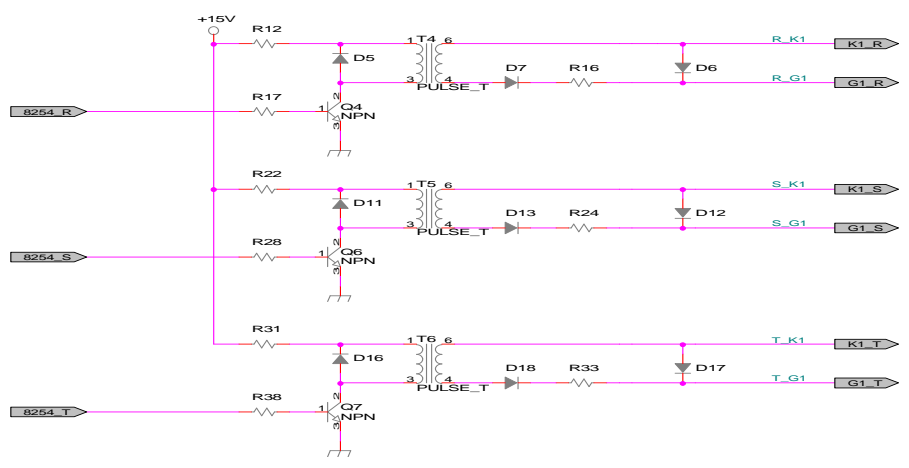 +15V
R12
1 T4 6
R_K1
K1_R
D5
D7
R16
D6
3 4
PULSE_T
R_G1
G1_R
8254_R
R17
2
1
Q4
NPN
3
R22
1 T5 6
S_K1
K1_S
D11
D13
R24
D12
3 4
PULSE_T
S_G1
G1_S
8254_S
R28
2
1
Q6
NPN
3
R31
1 T6 6
T_K1
K1_T
D16
D18
R33
D17
3 4
PULSE_T
T_G1
G1_T
8254_T
R38
2
1
Q7
NPN
3